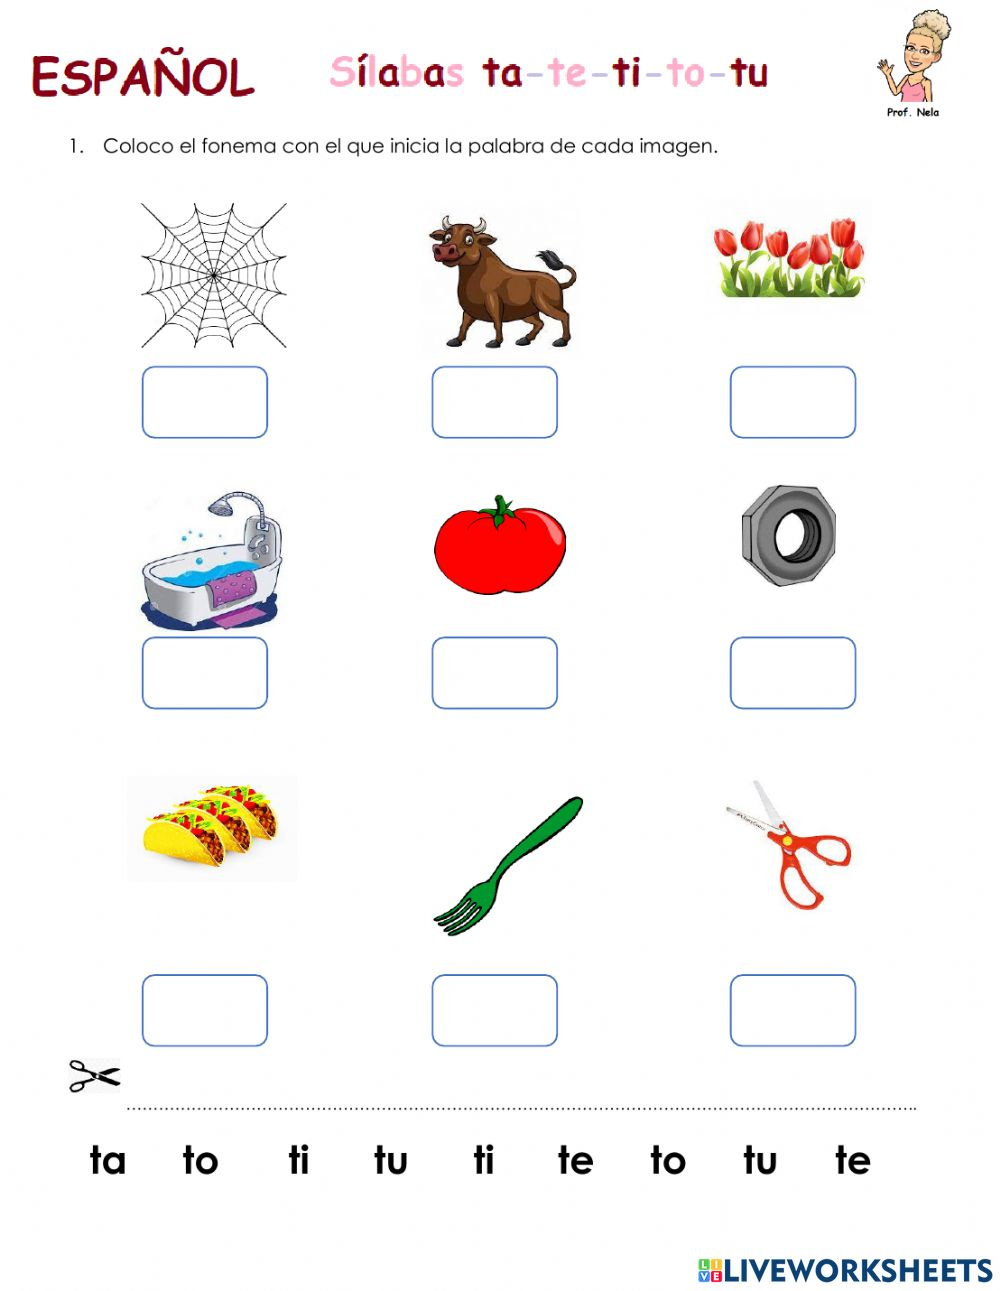 ESPAÑOL
Sílabas ta-te-ti-to-tu
Prof. Nela
1. Coloco el fonema con el que inicia la palabra de cada imagen.
ta to ti tu ti te to tu te
LIVEWORKSHEETS